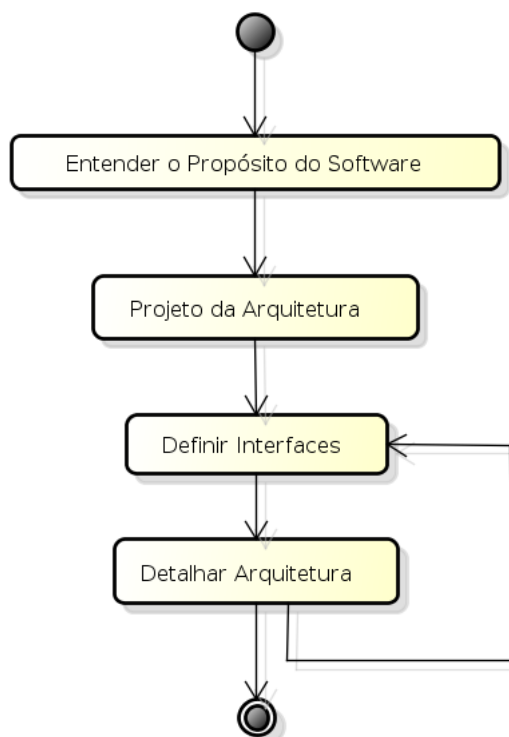 Entender o Propósito do Software
Projeto da Arquitetura
Definir Interfaces
Detalhar Arquitetura